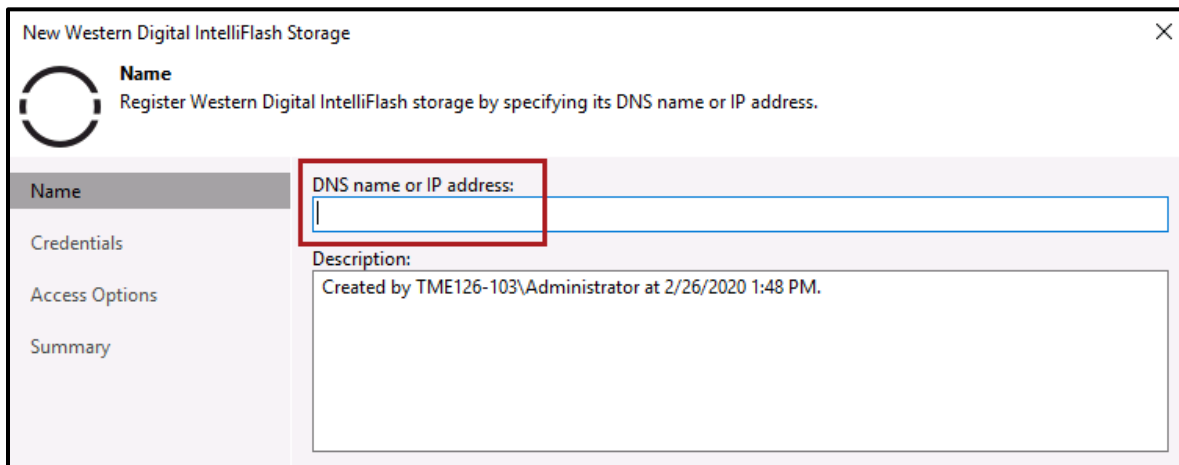 New Western Digital IntelliFlash Storage
Name
Register Western Digital IntelliFlash storage by specifying its DNS name or IP address.
Name
Credentials
Access Options
Summary
DNS name or IP address:
Description:
Created by TME126-103\Administrator at 2/26/2020 1:48 PM.